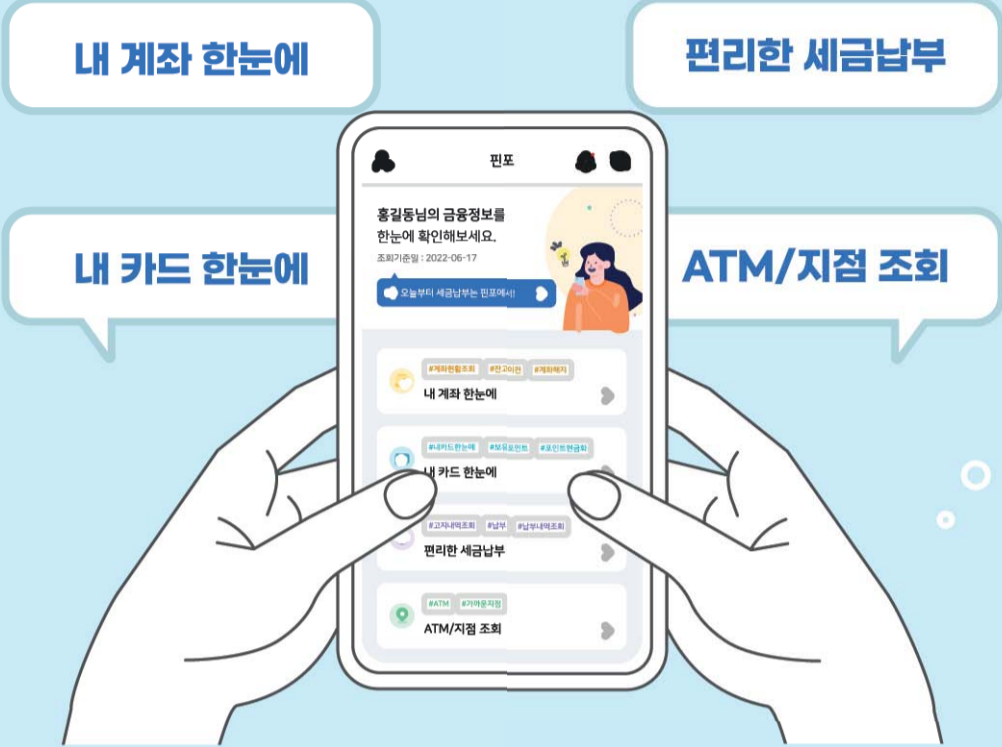 내 계좌 한눈에
편리한 세금납부
내 카드 한눈에
ATM/지점 조회
핀포
홍길동님의 금융정보를
한눈에 확인해보세요.
조회기준일 : 2022-06-17
오늘부터 세금납부는 핀포에서!
#계좌현황조회 #잔고이전 #계좌해지
내 계좌 한눈에
#내카드한눈에 #보유포인트 #포인트현금화
내 카드 한눈에
#고지내역조회 #납부 #납부내역조회
편리한 세금납부
#ATM #가까운지점
ATM/지점 조회